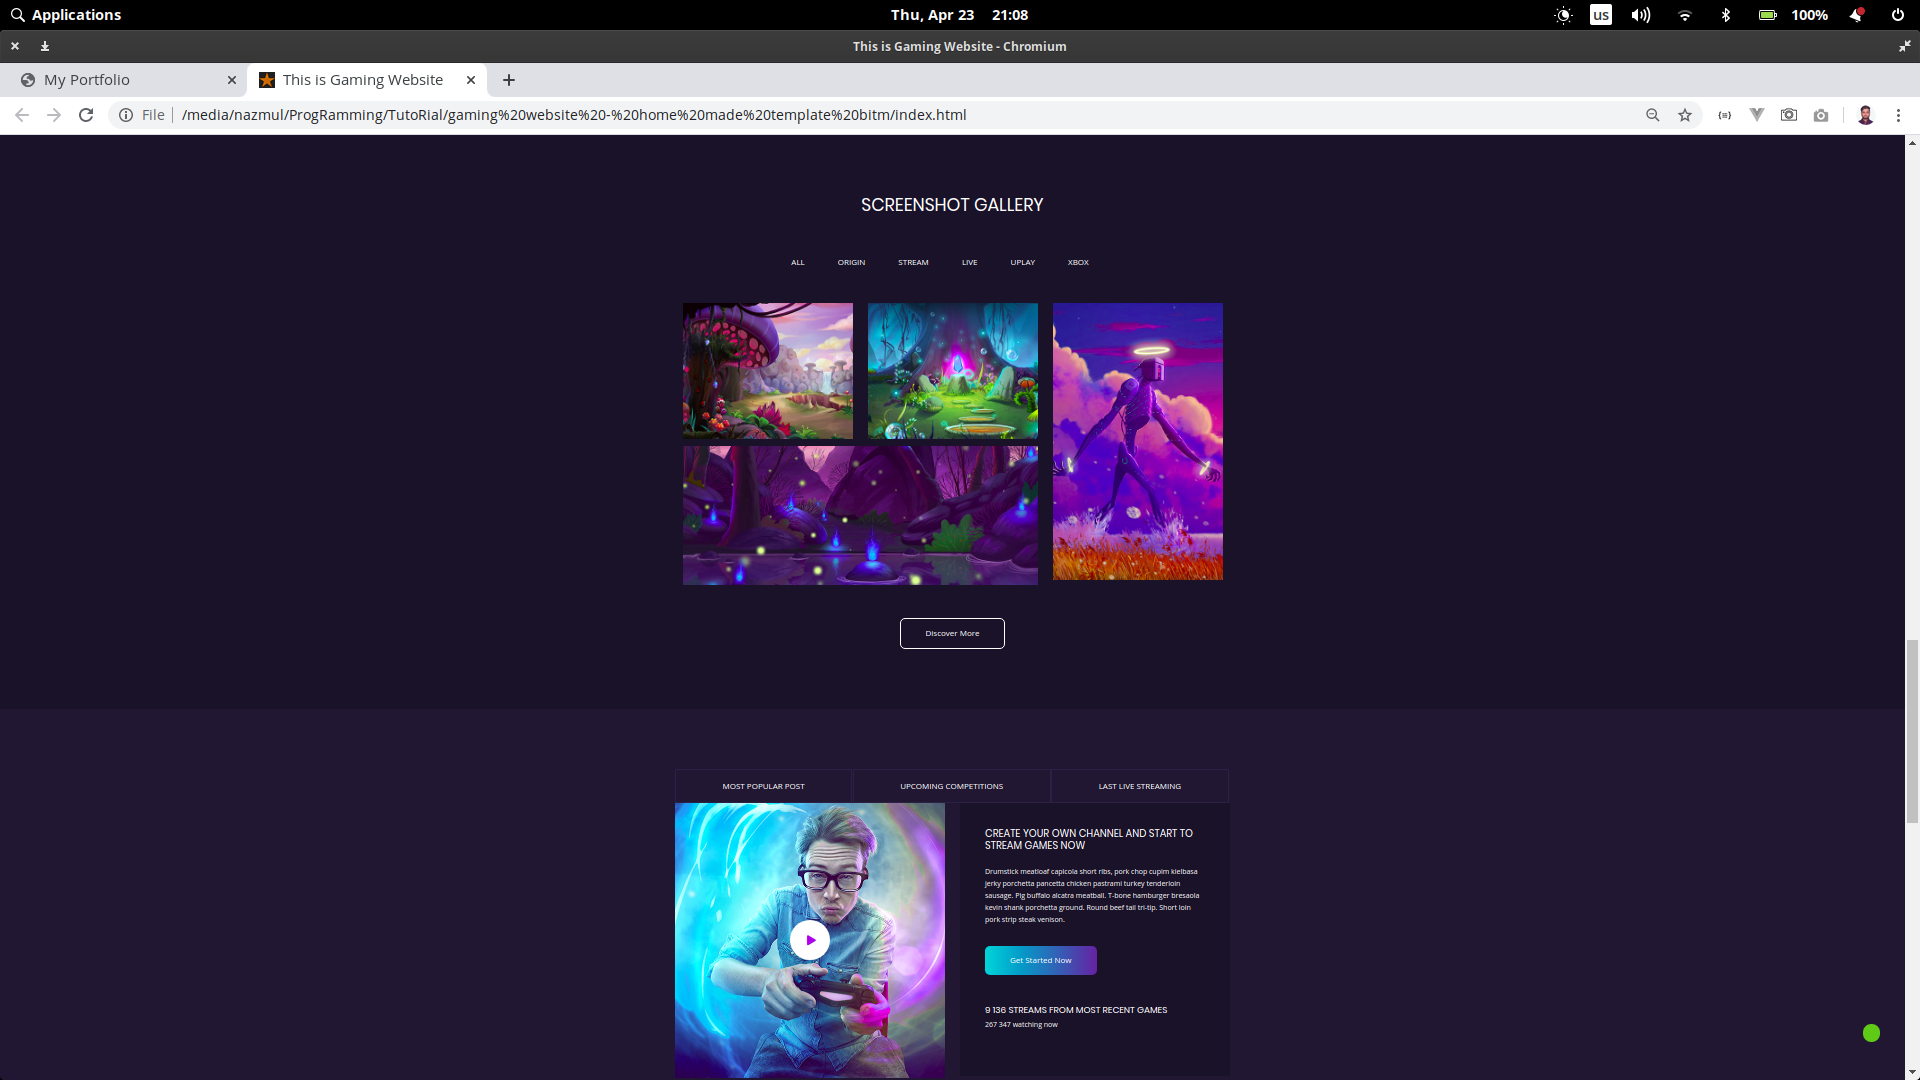 Applications
Thu, Apr 23 21:08
us
100%
This is Gaming Website - Chromium
My Portfolio
This is Gaming Website
File
/media/nazmul/ProgRamming/TutoRial/gaming%20website%20-%20home%20made%20template%20bitm/index.html
SCREENSHOT GALLERY
ALL ORIGIN STREAM LIVE UPLAY XBOX
Discover More
MOST POPULAR POST
UPCOMING COMPETITIONS
LAST LIVE STREAMING
CREATE YOUR OWN CHANNEL AND START TO
STREAM GAMES NOW
Drumstick meatloaf capicola short ribs, pork chop cupim kielbasa
jerky porchetta pancetta chicken pastrami turkey tenderloin
sausage. Pig buffalo alcatra meatball. T-bone hamburger bresaola
kevin shank porchetta ground. Round beef tail tri-tip. Short loin
pork strip steak venison.
Get Started Now
9 136 STREAMS FROM MOST RECENT GAMES
267 347 watching now